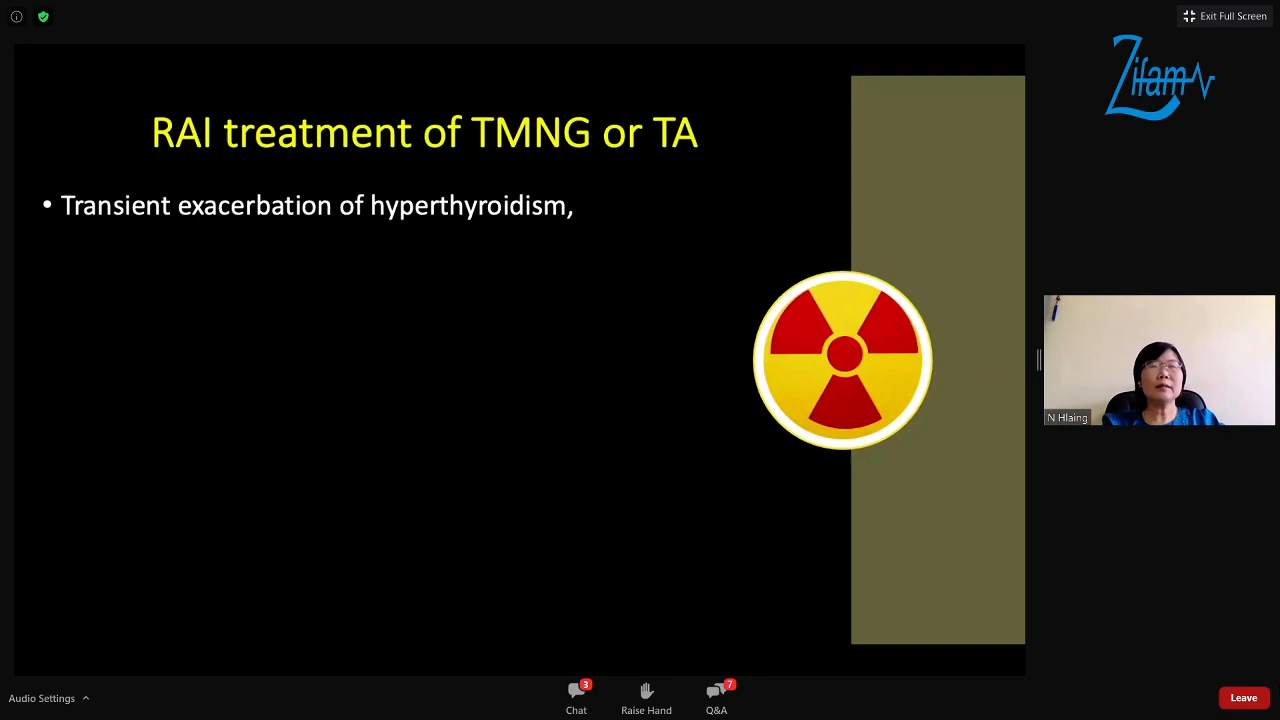 Exit Full Screen
Zifam
RAI treatment of TMNG or TA
• Transient exacerbation of hyperthyroidism,
N Hlaing
Audio Settings
3
Chat
Raise Hand
7
Q&A
Leave